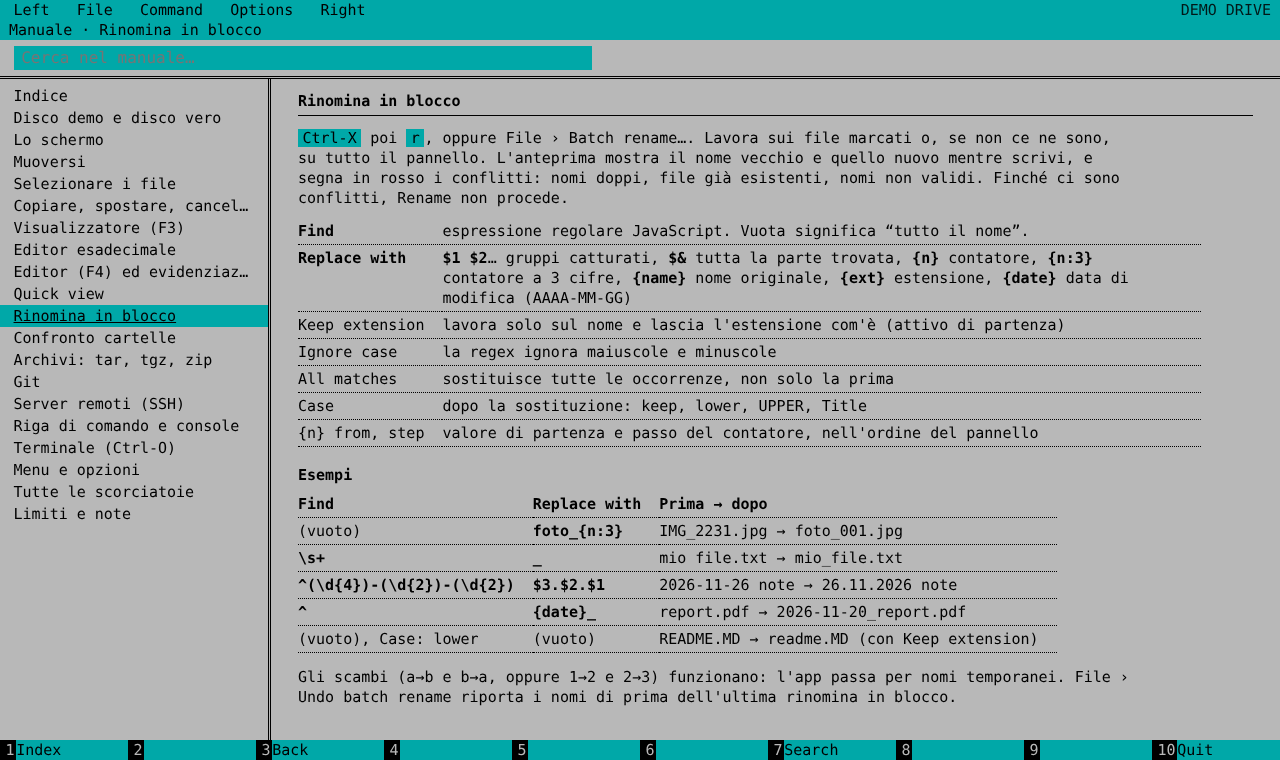 Left File Command Options Right DEMO DRIVE
Manuale · Rinomina in blocco
Cerca nel manuale…
Indice
Disco demo e disco vero
Lo schermo
Muoversi
Selezionare i file
Copiare, spostare, cancel…
Visualizzatore (F3)
Editor esadecimale
Editor (F4) ed evidenziaz…
Quick view
Rinomina in blocco
Confronto cartelle
Archivi: tar, tgz, zip
Git
Server remoti (SSH)
Riga di comando e console
Terminale (Ctrl-O)
Menu e opzioni
Tutte le scorciatoie
Limiti e note
Rinomina in blocco
Ctrl-X poi r, oppure File › Batch rename…. Lavora sui file marcati o, se non ce ne sono,
su tutto il pannello. L'anteprima mostra il nome vecchio e quello nuovo mentre scrivi, e
segna in rosso i conflitti: nomi doppi, file già esistenti, nomi non validi. Finché ci sono
conflitti, Rename non procede.
Find espressione regolare JavaScript. Vuota significa “tutto il nome”.
Replace with $1 $2… gruppi catturati, $& tutta la parte trovata, {n} contatore, {n:3}
contatore a 3 cifre, {name} nome originale, {ext} estensione, {date} data di
modifica (AAAA-MM-GG)
Keep extension lavora solo sul nome e lascia l'estnsione com'è (attivo di partenza)
Ignore case la regex ignora maiuscole e minuscole
All matches sostituisce tutte le occorrenze, non solo la prima
Case dopo la sostituzione: keep, lower, UPPER, Title
{n} from, step valore di partenza e passo del contatore, nell'ordine del pannello
Esempi
Find Replace with Prima → dopo
(vuoto) foto_{n:3} IMG_2231.jpg → foto_001.jpg
\s+ _ mio file.txt → mio_file.txt
^(\d{4})-(\d{2})-(\d{2}) $3.$2.$1 2026-11-26 note → 26.11.2026 note
^ {date}_ report.pdf → 2026-11-20_report.pdf
(vuoto), Case: lower (vuoto) README.MD → readme.MD (con Keep extension)
Gli scambi (a→b e b→a, oppure 1→2 e 2→3) funzionano: l'app passa per nomi temporanei. File ›
Undo batch rename riporta i nomi di prima dell'ultima rinomina in blocco.
1Index 2 3Back 4 5 6 7Search 8 9 10Quit